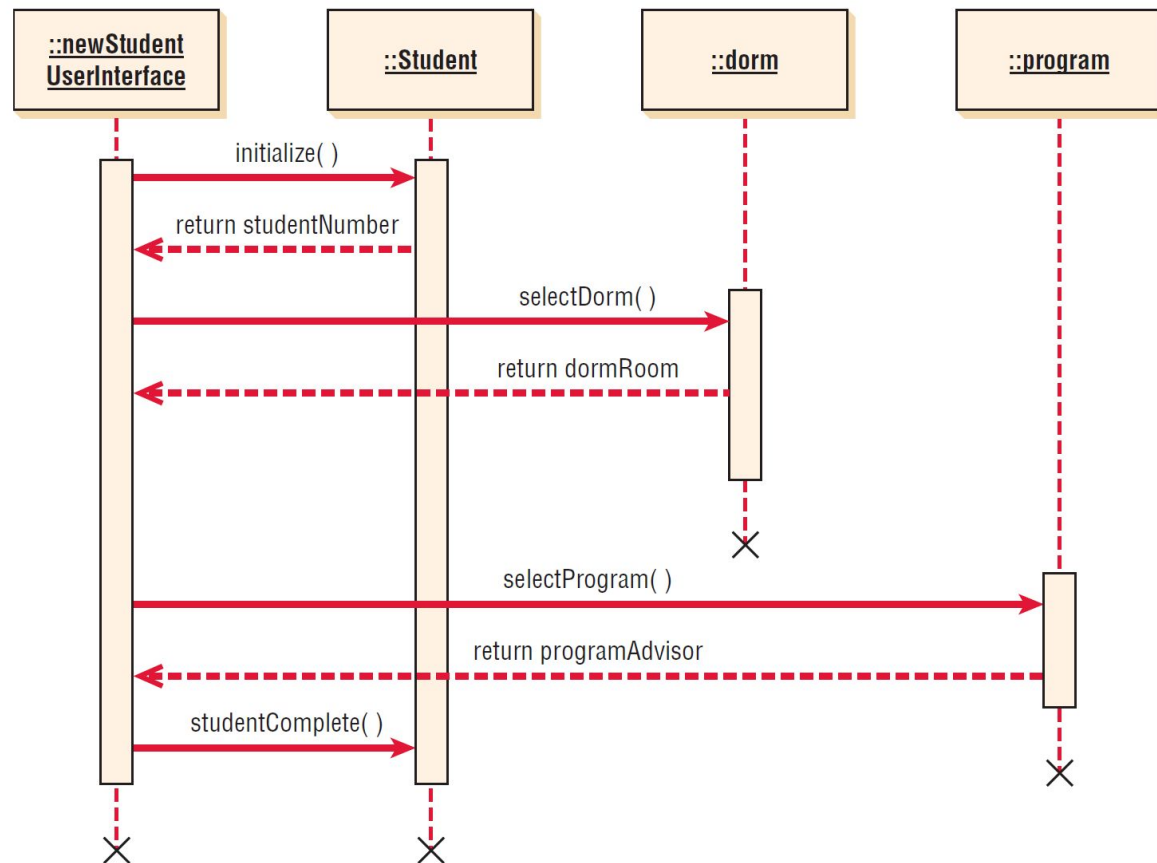 ::newStudent
UserInterface
::Student
::dorm
::program
initialize( )
return studentNumber
selectDorm( )
return dormRoom
selectProgram( )
return programAdvisor
studentComplete( )